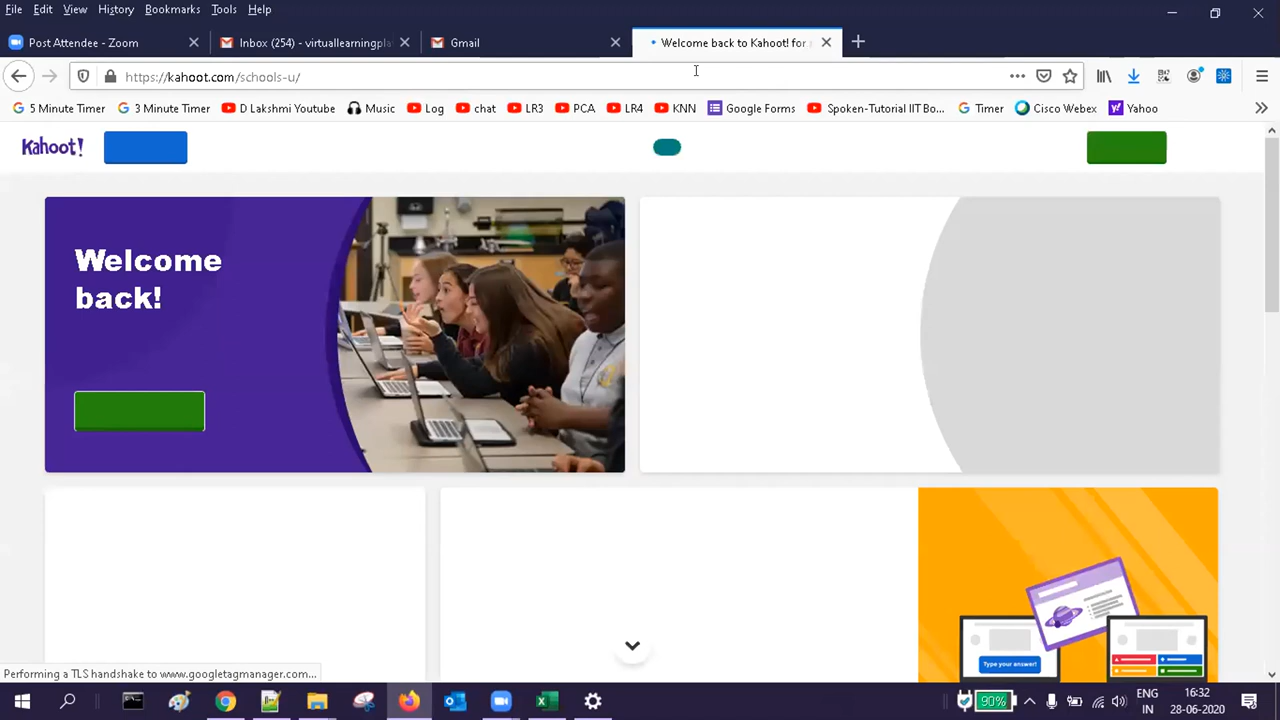 File Edit View History Bookmarks Tools Help
Post Attendee - Zoom
Inbox (254) - virtuallearningpla
Gmail
Welcome back to Kahoot! for
https://kahoot.com/schools-u/
5 Minute Timer
3 Minute Timer
D Lakshmi Youtube
Music
Log
chat
LR3
PCA
LR4
KNN
Google Forms
Spoken-Tutorial IIT Bo...
Timer
Cisco Webex
Yahoo
Kahoot!
Welcome
back!
Type your answer!
Performing a TLS handshake to www.googletagmanager.com...
90%
ENG
IN
16:32
28-06-2020